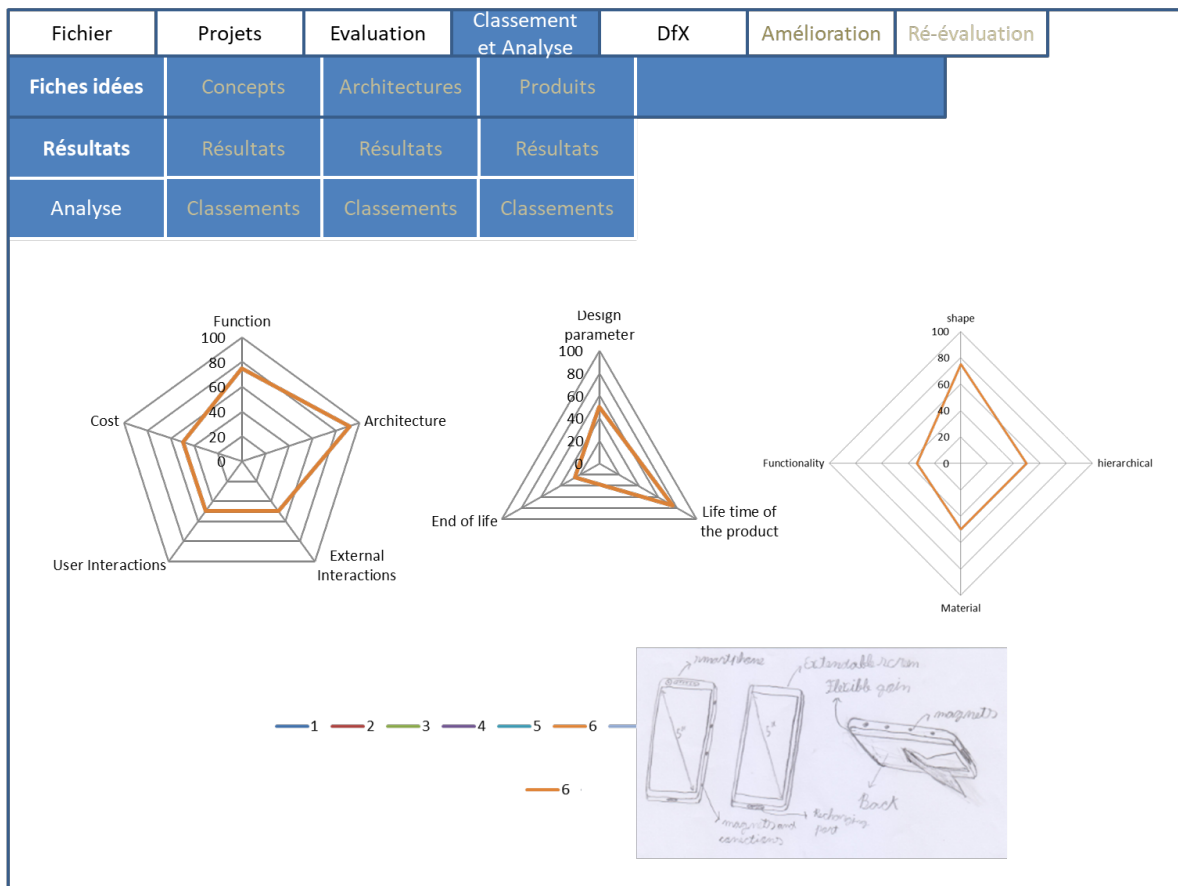 Fichier
Projets
Evaluation
Classement
et Analyse
DfX
Amélioration
Ré-évaluation
Fiches idées
Concepts
Architectures
Produits
Résultats
Résultats
Résultats
Résultats
Analyse
Classements
Classements
Classements
Function
100
80
60
40
20
0
Cost
Architecture
User Interactions
External
Interactions
Design
parameter
100
80
60
40
20
0
End of life
Life time of
the product
shape
100
80
60
40
20
0
Functionality
hierarchical
Material
1
2
3
4
5
6
6
smartphone
Extendable screen
Flexible gain
magnets
5"
5"
Back
magnets and
conections
Recharging
port